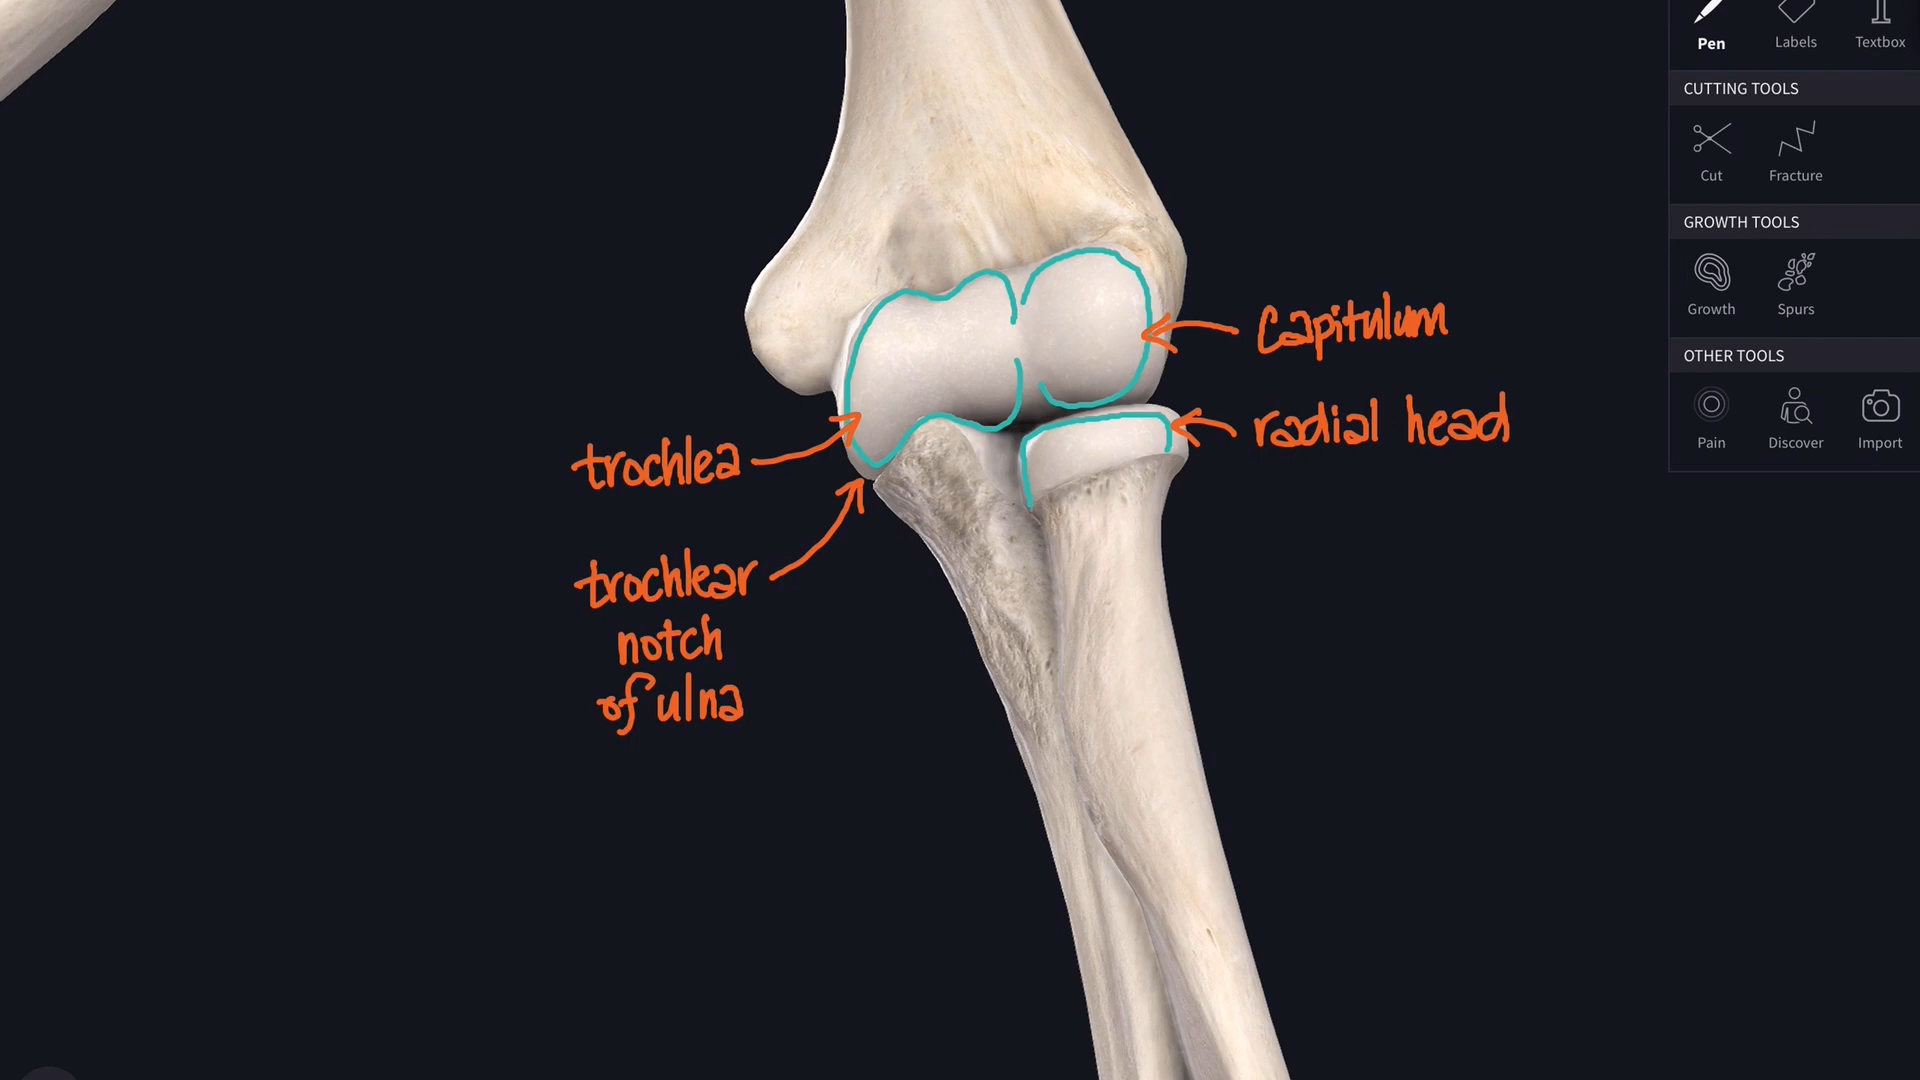 Pen Labels Textbox
CUTTING TOOLS
Cut Fracture
GROWTH TOOLS
Growth Spurs
OTHER TOOLS
Pain Discover Import
Capitulum
radial head
trochlea
trochlear
notch
of ulna